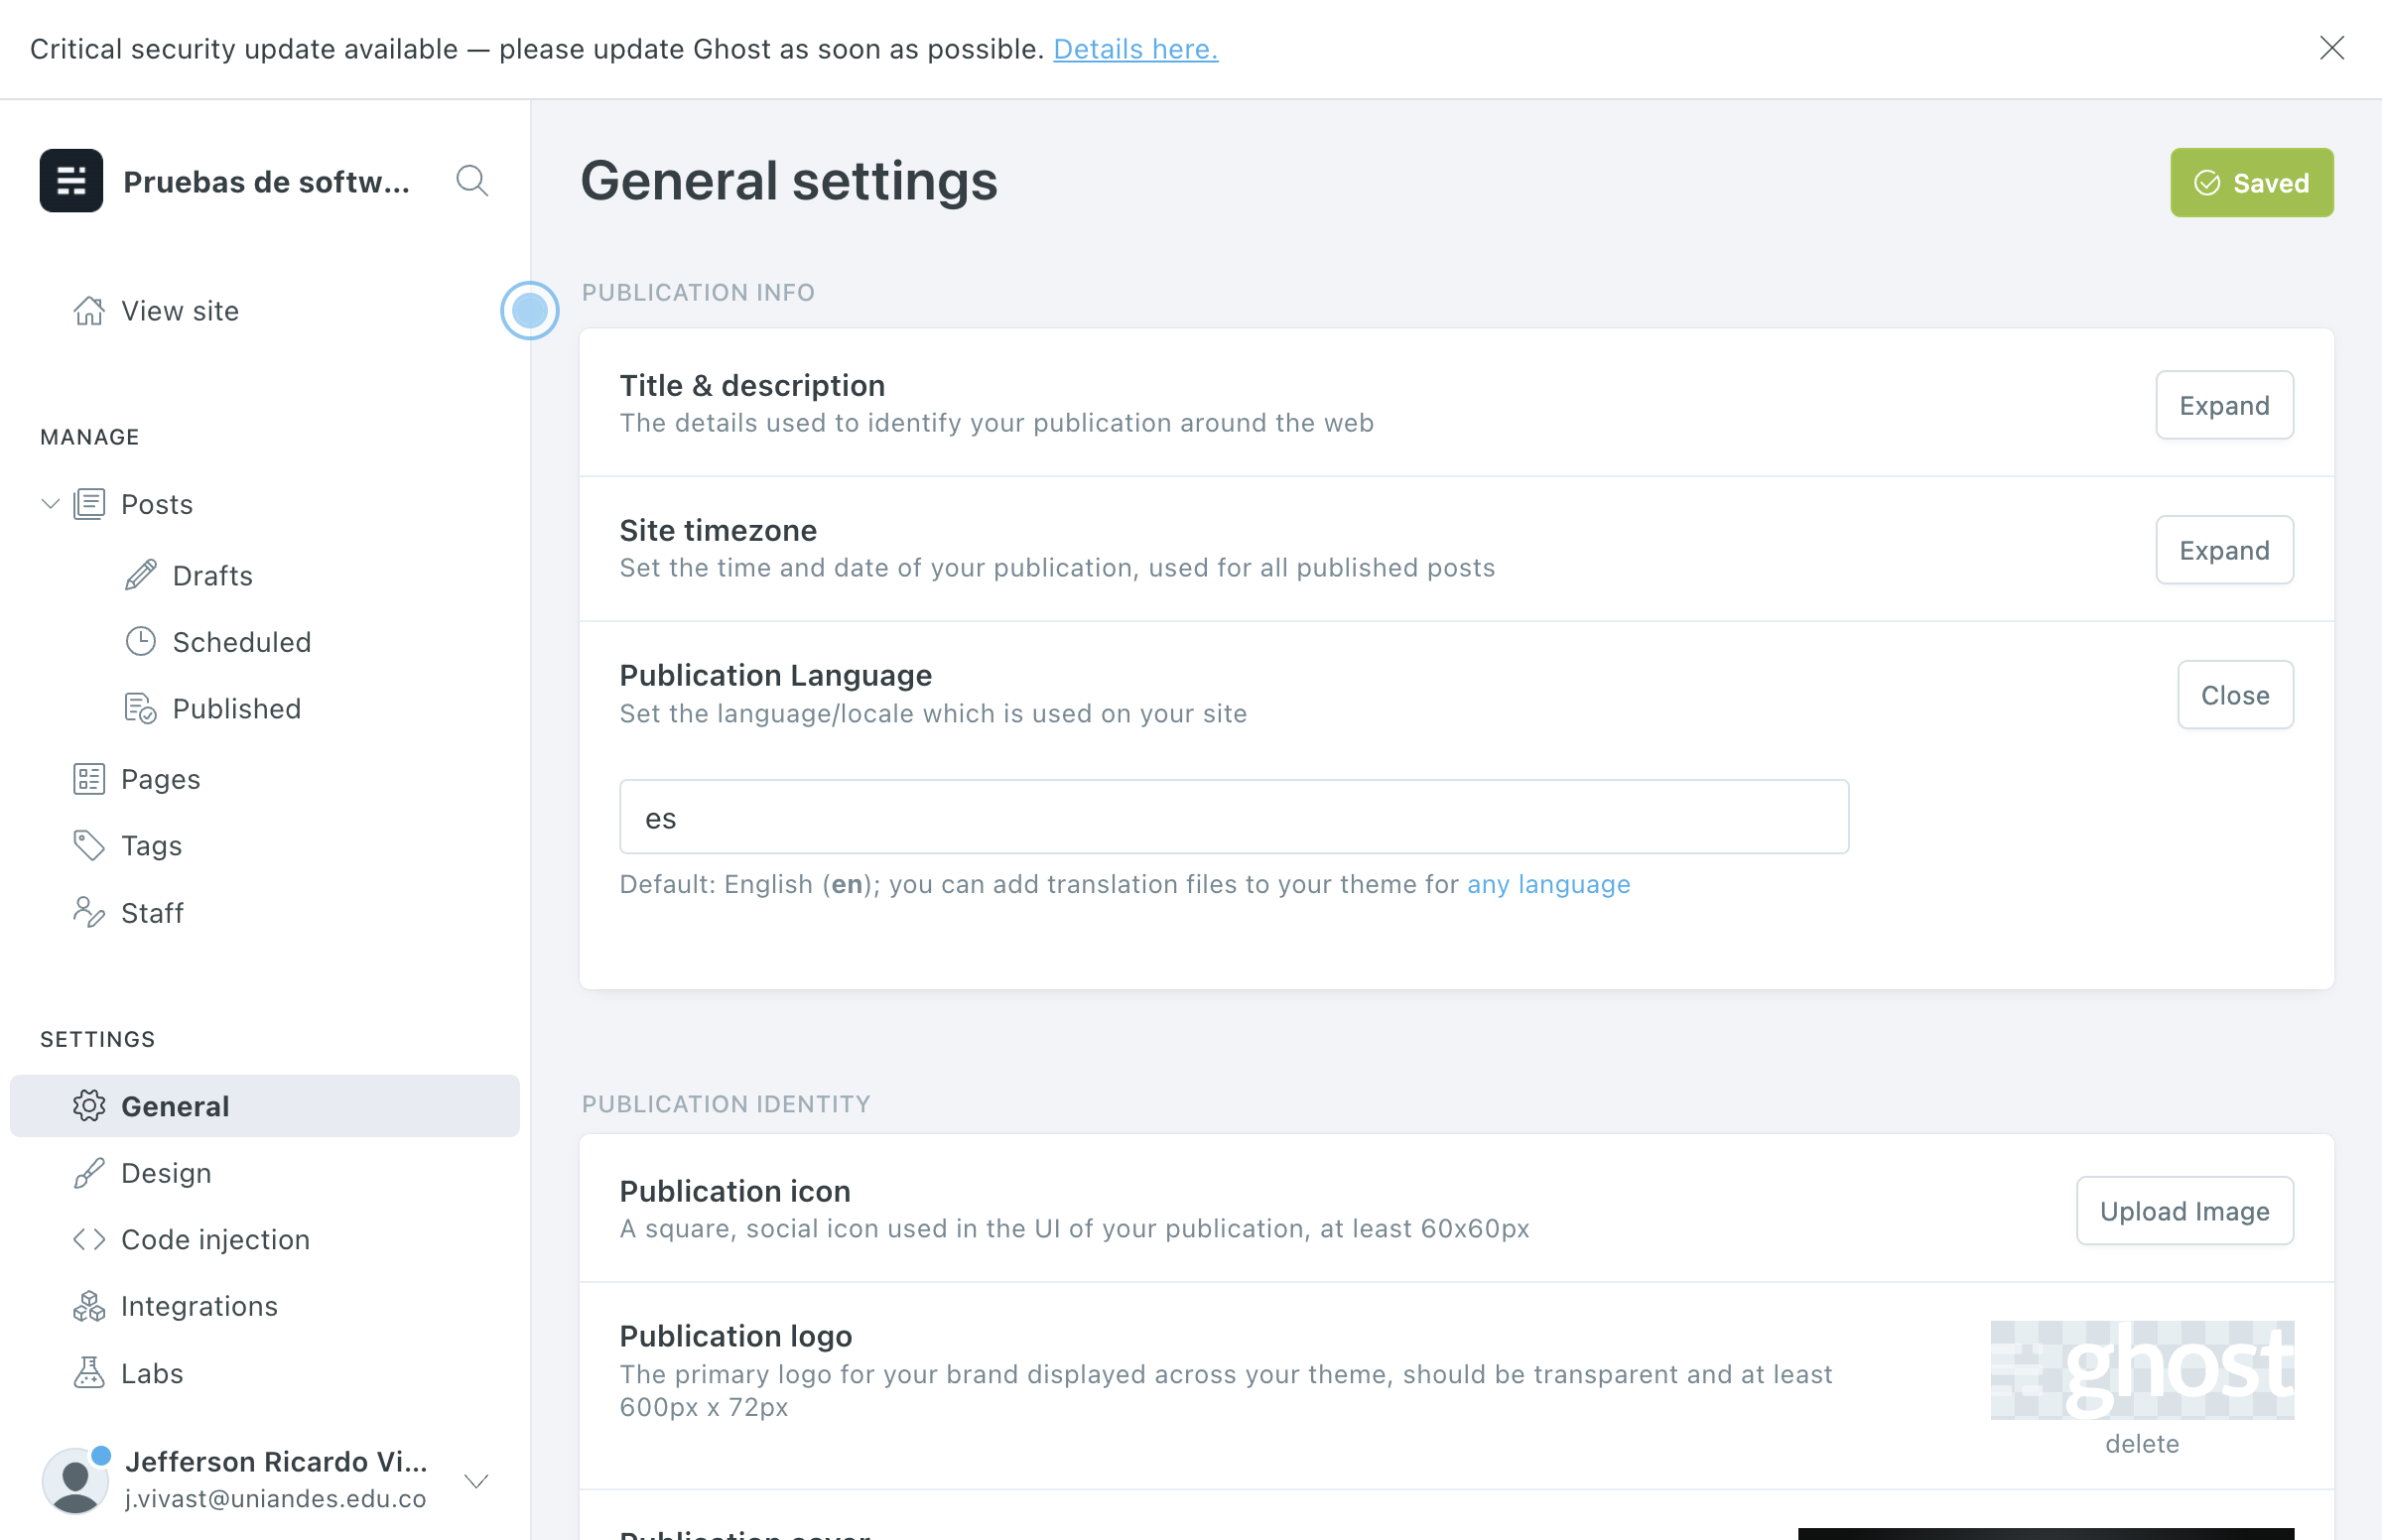 Critical security update available — please update Ghost as soon as possible. Details here.
Pruebas de softw...
View site
MANAGE
Posts
Drafts
Scheduled
Published
Pages
Tags
Staff
SETTINGS
General
Design
Code injection
Integrations
Labs
Jefferson Ricardo Vi...
j.vivast@uniandes.edu.co
General settings
Saved
PUBLICATION INFO
Title & description
The details used to identify your publication around the web
Expand
Site timezone
Set the time and date of your publication, used for all published posts
Expand
Publication Language
Set the language/locale which is used on your site
Close
es
Default: English (en); you can add translation files to your theme for any language
PUBLICATION IDENTITY
Publication icon
A square, social icon used in the UI of your publication, at least 60x60px
Upload Image
Publication logo
The primary logo for your brand displayed across your theme, should be transparent and at least
600px x 72px
ghost
delete
Publication cover